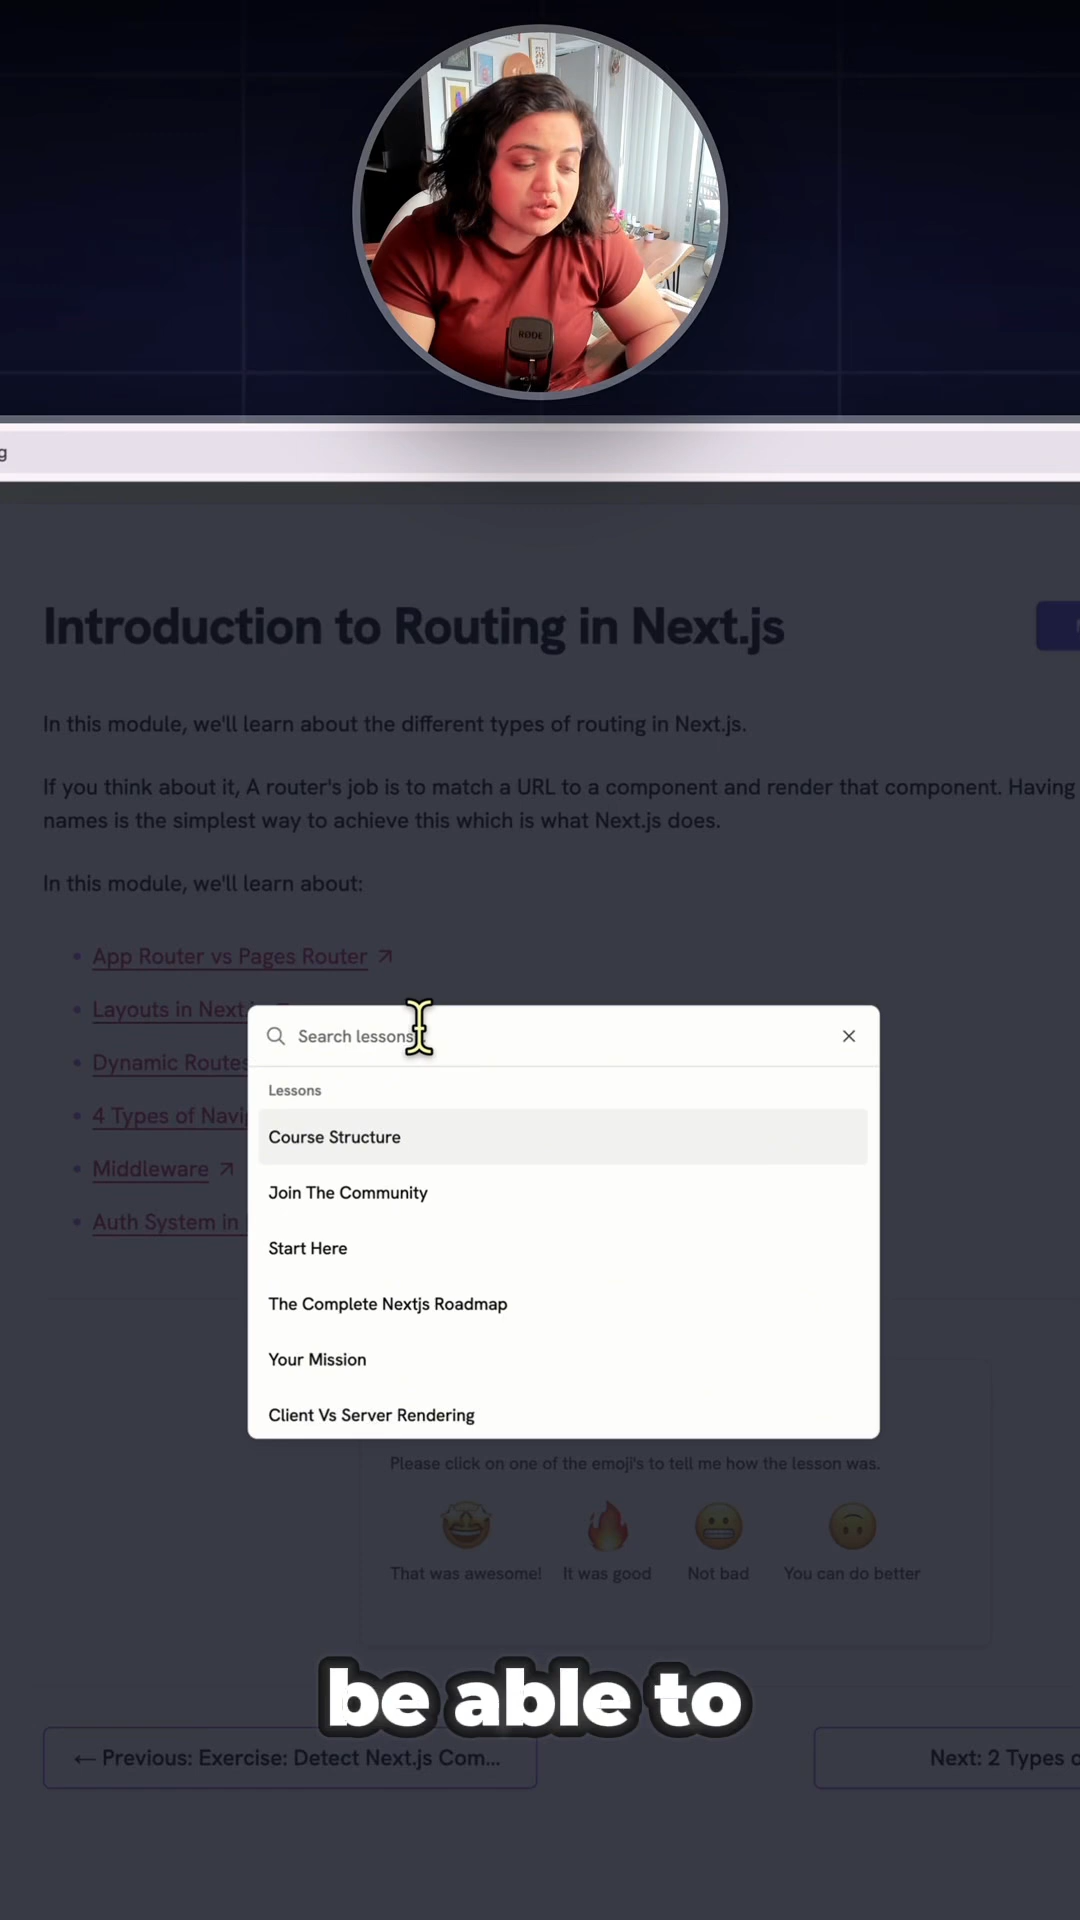 RØDE
g
Introduction to Routing in Next.js
In this module, we'll learn about the different types of routing in Next.js.
If you think about it, A router's job is to match a URL to a component and render that component. Having
names is the simplest way to achieve this which is what Next.js does.
In this module, we'll learn about:
• App Router vs Pages Router ↗
• Layouts in Next.
• Dynamic Routes
• 4 Types of Navi
• Middleware ↗
• Auth System in
Search lessons
Lessons
Course Structure
Join The Community
Start Here
The Complete Nextjs Roadmap
Your Mission
Client Vs Server Rendering
Please click on one of the emoji's to tell me how the lesson was.
That was awesome! It was good Not bad You can do better
be able to
← Previous: Exercise: Detect Next.js Com...
Next: 2 Types